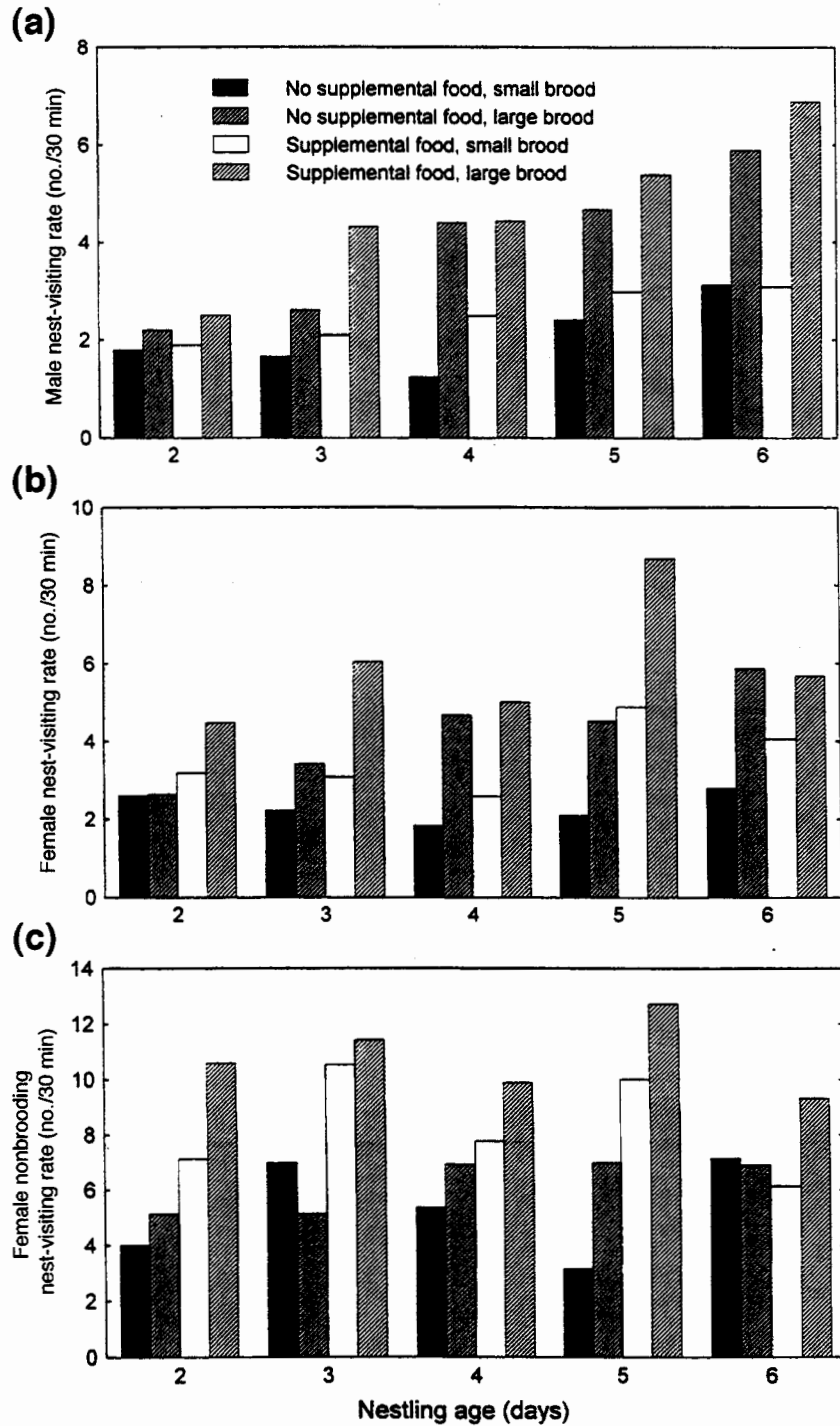 (a)
8
6
4
2
0
Male nest-visiting rate (no./30 min)
No supplemental food, small brood
No supplemental food, large brood
Supplemental food, small brood
Supplemental food, large brood
2 3 4 5 6
(b)
10
8
6
4
2
0
Female nest-visiting rate (no./30 min)
2 3 4 5 6
(c)
14
12
10
8
6
4
2
0
Female nonbrooding
nest-visiting rate (no./30 min)
2 3 4 5 6
Nestling age (days)